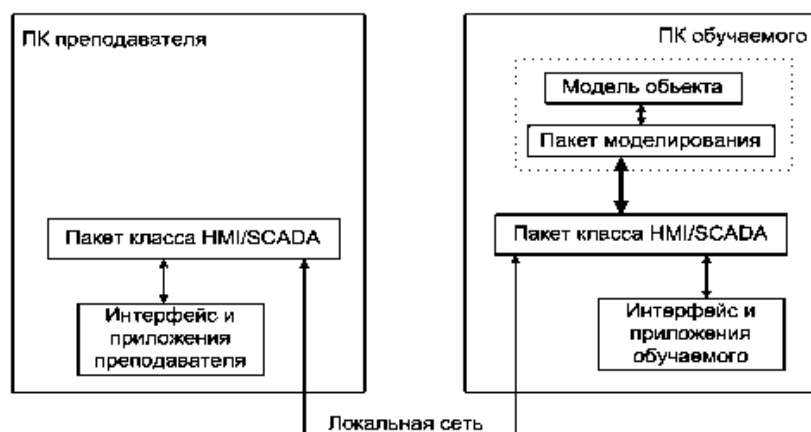 ПК преподавателя
Пакет класса HMI/SCADA
Интерфейс и
приложения
преподавателя
ПК обучаемого
Модель обьекта
Пакет моделирования
Пакет класса HMI/SCADA
Интерфейс и
приложения
обучаемого
Локальная сеть